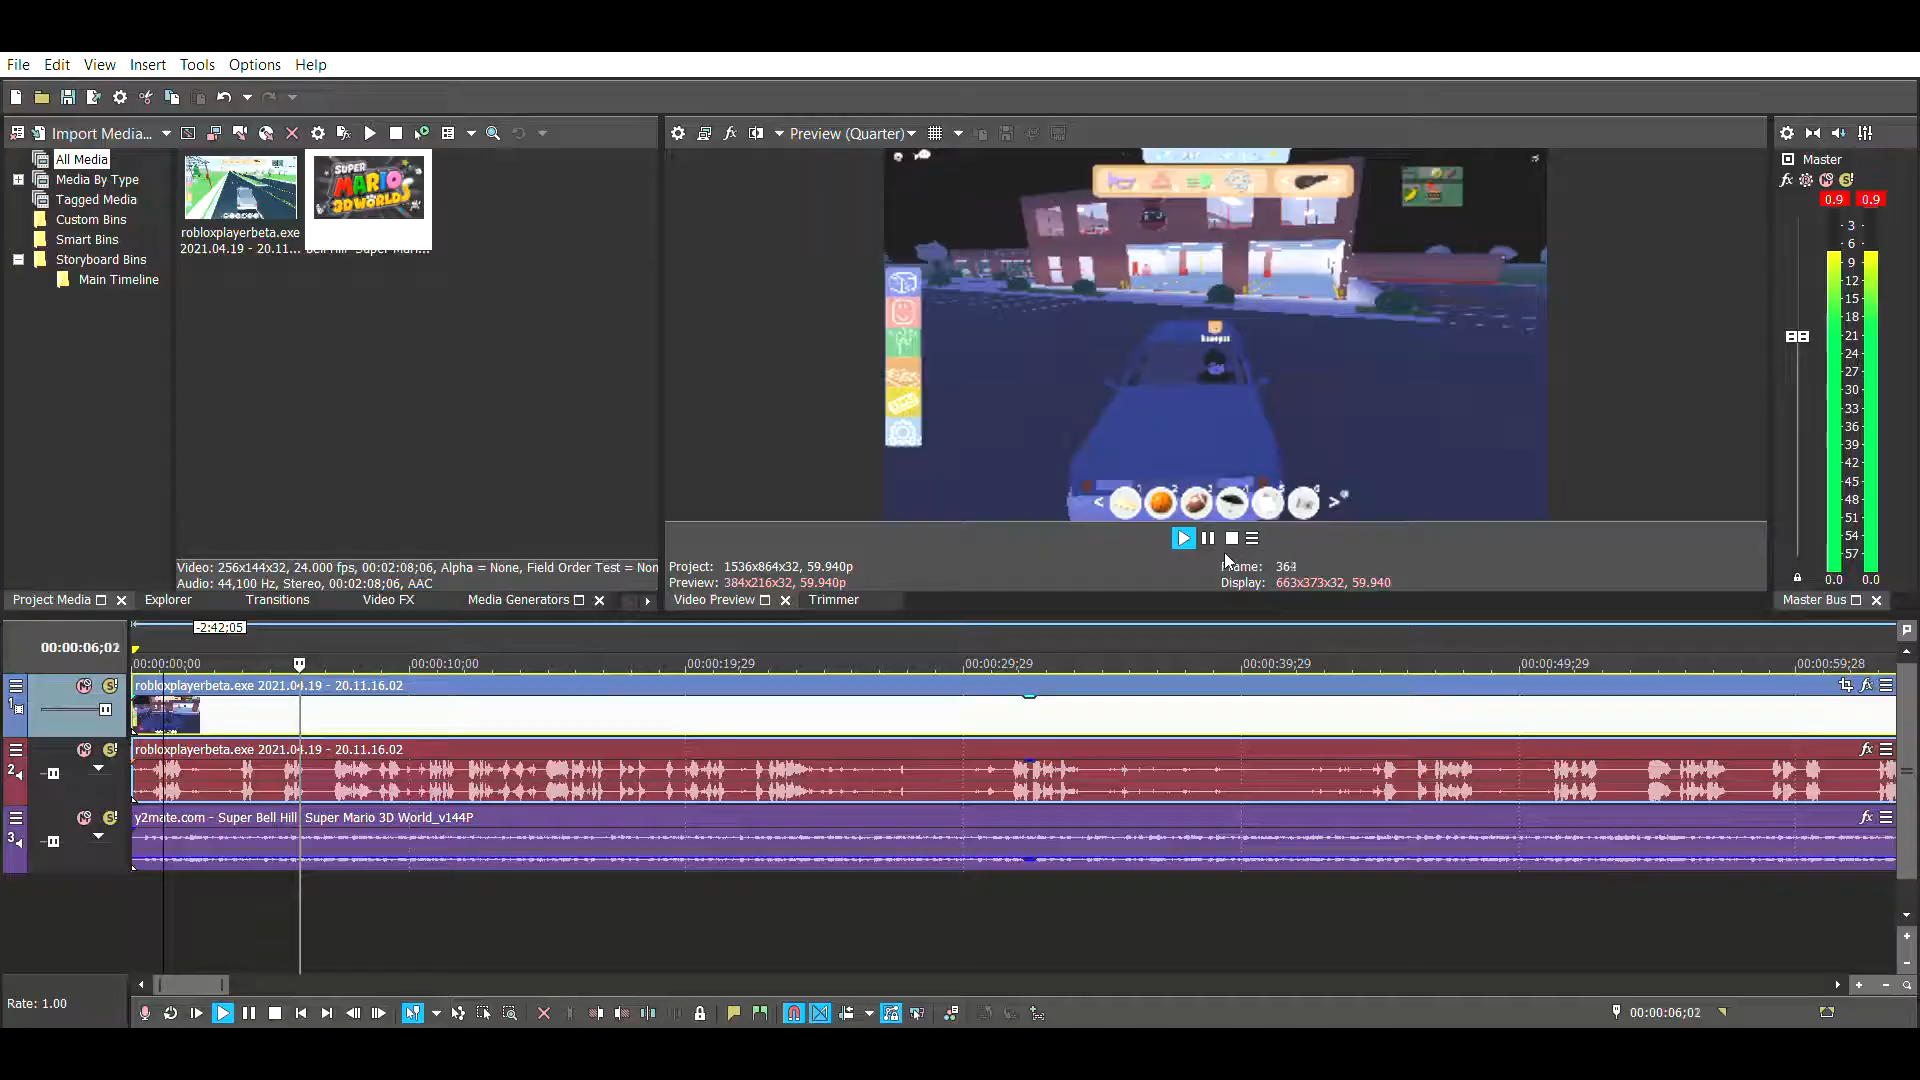 File Edit View Insert Tools Options Help
Import Media...
Preview (Quarter)
All Media
Media By Type
Tagged Media
Custom Bins
Smart Bins
Storyboard Bins
Main Timeline
SUPER
MARIO
3D WORLD
robloxplayerbeta.exe
2021.04.19 - 20.11...
Master
0.9 0.9
3
6
9
12
15
18
21
24
27
30
33
36
39
42
45
48
51
54
57
0.0 0.0
Video: 256x144x32, 24.000 fps, 00:02:08;06, Alpha = None, Field Order Test = Non
Audio: 44,100 Hz, Stereo, 00:02:08;06, AAC
Project: 1536x864x32, 59.940p
Preview: 384x216x32, 59.940p
Frame: 364
Display: 663x373x32, 59.940
Project Media
Explorer
Transitions
Video FX
Media Generators
Video Preview
Trimmer
Master Bus
-2:42;05
00:00:06;02
00:00:00;00
00:00:10;00
00:00:19;29
00:00:29;29
00:00:39;29
00:00:49;29
00:00:59;28
1
robloxplayerbeta.exe 2021.04.19 - 20.11.16.02
2
robloxplayerbeta.exe 2021.04.19 - 20.11.16.02
3
y2mate.com - Super Bell Hill Super Mario 3D World_v144P
Rate: 1.00
00:00:06;02